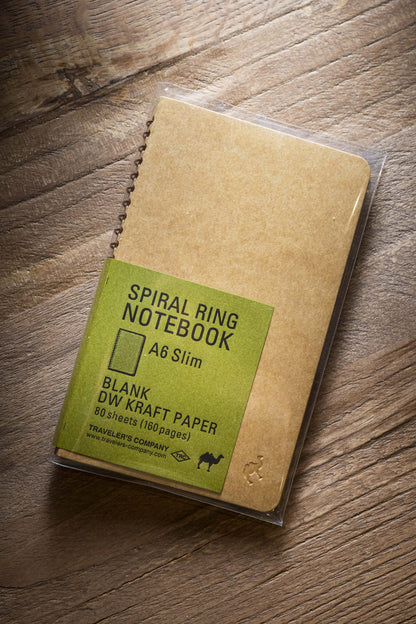 SPIRAL RING
NOTEBOOK
A6 Slim
BLANK
DW KRAFT PAPER
80 sheets (160 pages)
TRAVELER'S COMPANY
www.travelers-company.com
TRC